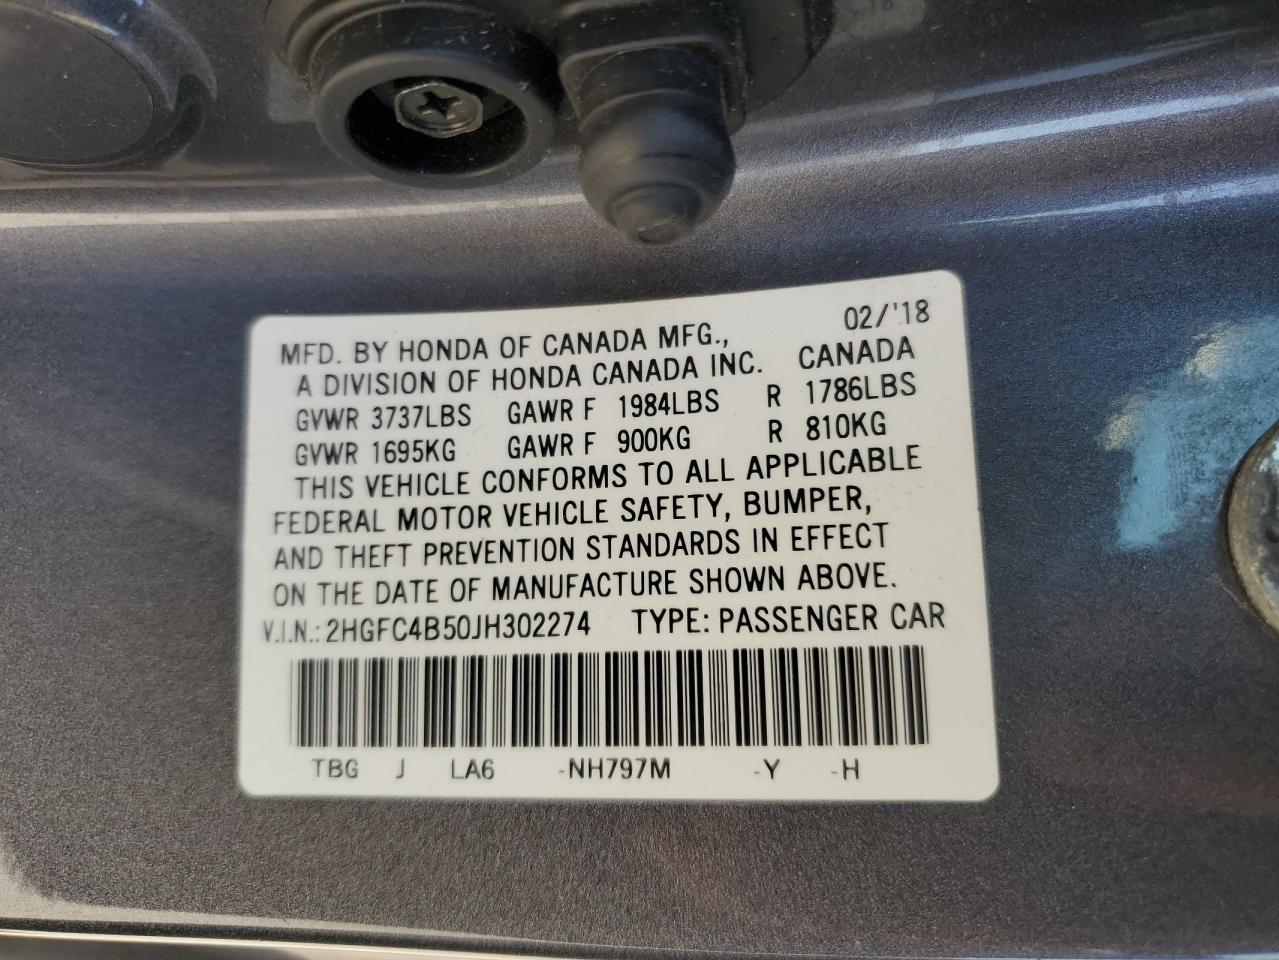 02/'18
MFD. BY HONDA OF CANADA MFG.,
A DIVISION OF HONDA CANADA INC. CANADA
GVWR 3737LBS GAWR F 1984LBS R 1786LBS
GVWR 1695KG GAWR F 900KG R 810KG
THIS VEHICLE CONFORMS TO ALL APPLICABLE
FEDERAL MOTOR VEHICLE SAFETY, BUMPER,
AND THEFT PREVENTION STANDARDS IN EFFECT
ON THE DATE OF MANUFACTURE SHOWN ABOVE.
V.I.N.: 2HGFC4B50JH302274 TYPE: PASSENGER CAR
TBG J LA6 -NH797M -Y -H